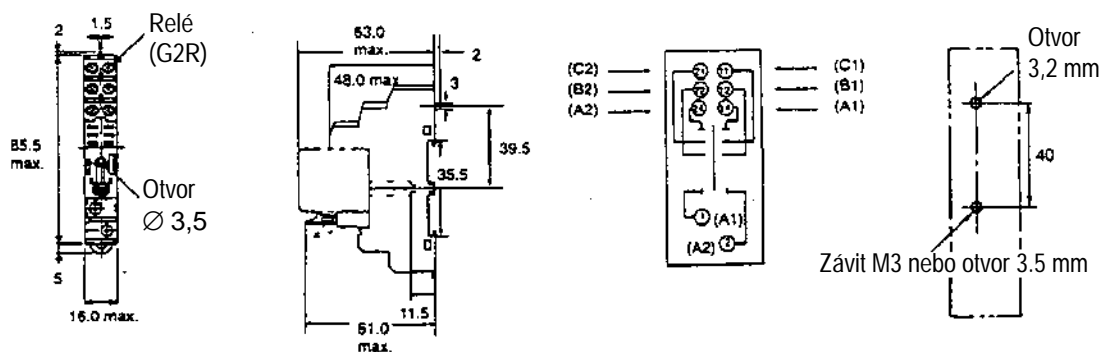 2
1.5
Relé
(G2R)
85.5
max.
Otvor
∅ 3,5
5
16.0 max.
63.0
max.
2
48.0 max
3
39.5
35.5
11.5
61.0
max.
(C2)
(B2)
(A2)
21
11
22
12
24
14
(C1)
(B1)
(A1)
1
(A1)
(A2)
2
Otvor
3,2 mm
40
Závit M3 nebo otvor 3.5 mm